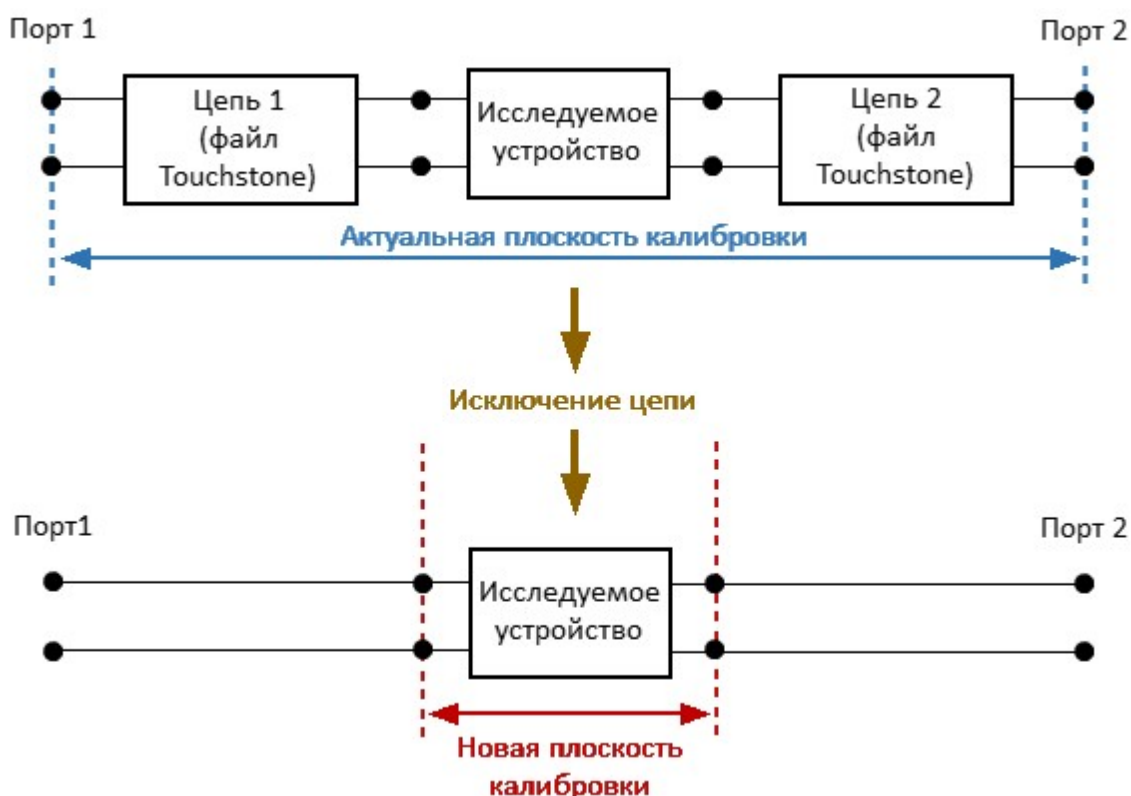 Порт 1
Порт 2
Цепь 1
(файл
Touchstone)
Исследуемое
устройство
Цепь 2
(файл
Touchstone)
Актуальная плоскость калибровки
Исключение цепи
Порт1
Порт 2
Исследуемое
устройство
Новая плоскость
калибровки